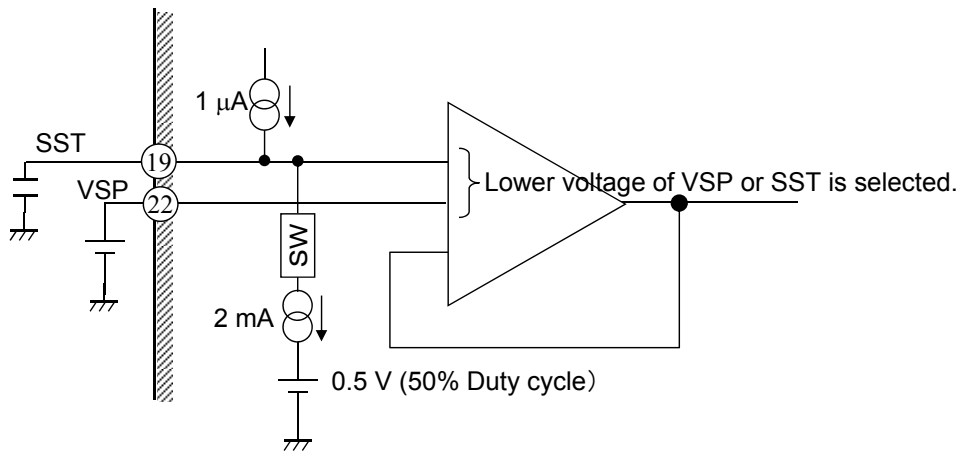 1 μA
SST
19
VSP
22
Lower voltage of VSP or SST is selected.
SW
2 mA
0.5 V (50% Duty cycle）